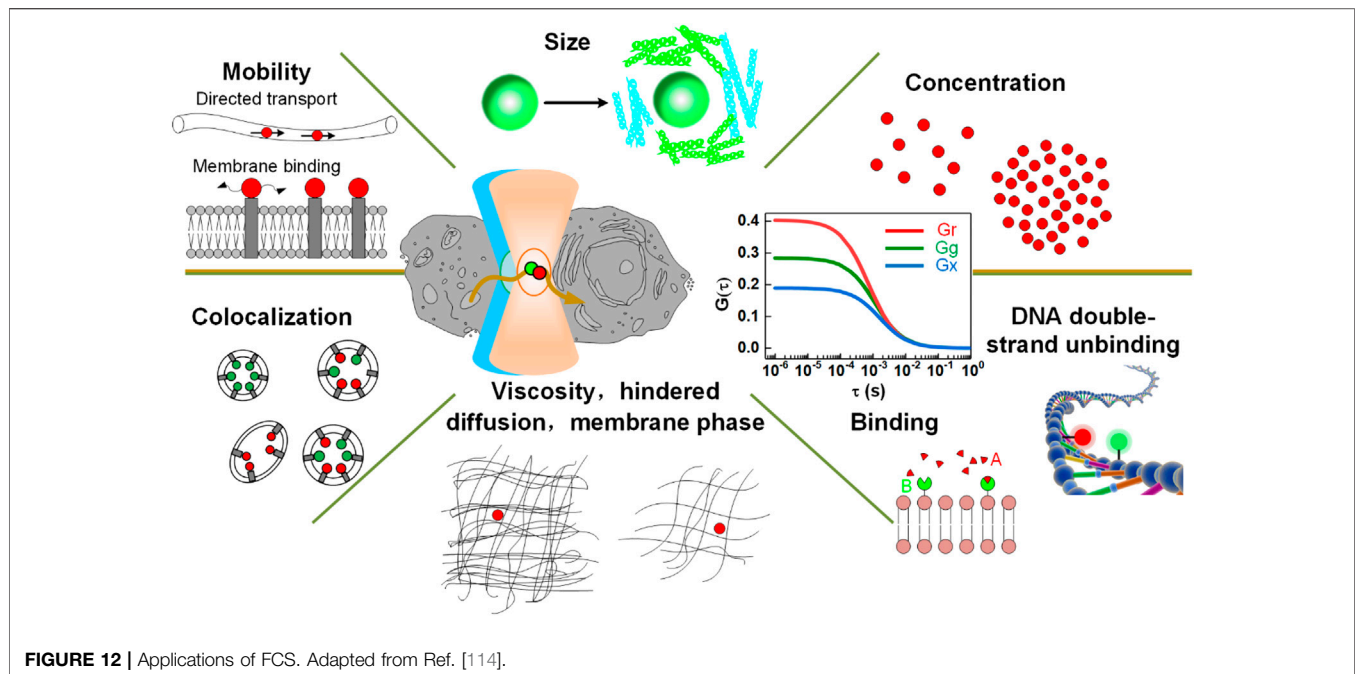 Size
Mobility
Directed transport
Membrane binding
Concentration
0.4
0.3
0.2
0.1
0.0
G(τ)
Gr
Gg
Gx
10⁻⁶ 10⁻⁵ 10⁻⁴ 10⁻³ 10⁻² 10⁻¹ 10⁰
τ (s)
Colocalization
DNA double-
strand unbinding
Viscosity, hindered
diffusion, membrane phase
Binding
A
B
FIGURE 12 | Applications of FCS. Adapted from Ref. [114].